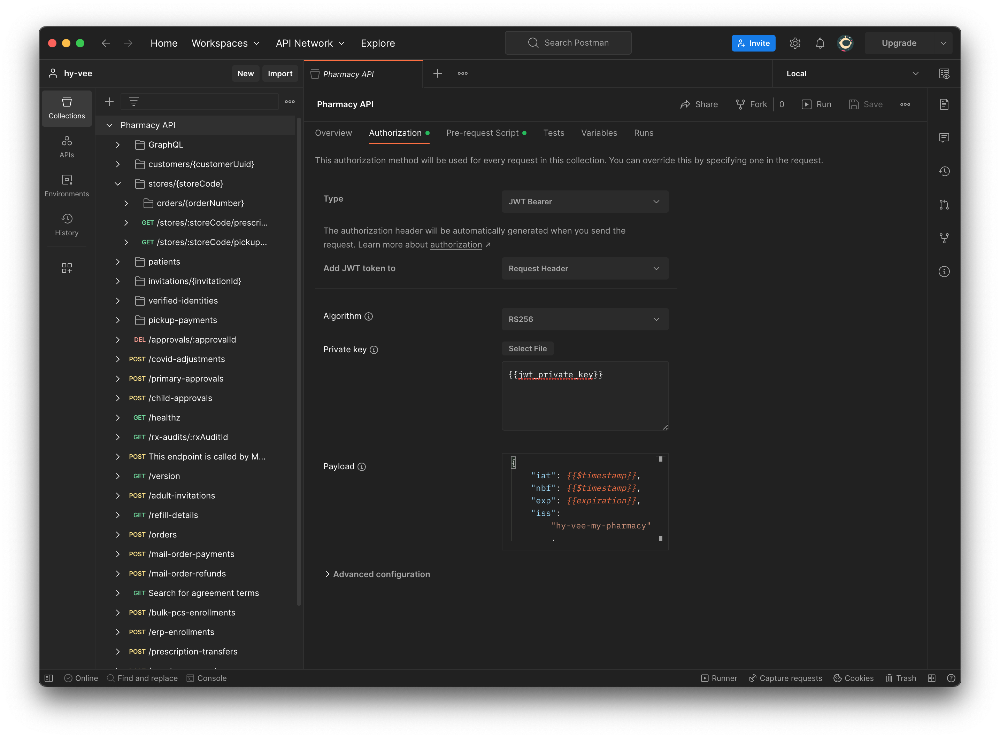 Home
Workspaces
API Network
Explore
Search Postman
Invite
Upgrade
hy-vee
New
Import
Pharmacy API
Local
Collections
APIs
Environments
History
Pharmacy API
GraphQL
customers/{customerUuid}
stores/{storeCode}
orders/{orderNumber}
GET /stores/:storeCode/prescri...
GET /stores/:storeCode/pickup...
patients
invitations/{invitationId}
verified-identities
pickup-payments
DEL /approvals/:approvalId
POST /covid-adjustments
POST /primary-approvals
POST /child-approvals
GET /healthz
GET /rx-audits/:rxAuditId
POST This endpoint is called by M...
GET /version
POST /adult-invitations
GET /refill-details
POST /orders
POST /mail-order-payments
POST /mail-order-refunds
GET Search for agreement terms
POST /bulk-pcs-enrollments
POST /erp-enrollments
POST /prescription-transfers
Pharmacy API
Share
Fork
0
Run
Save
Overview
Authorization
Pre-request Script
Tests
Variables
Runs
This authorization method will be used for every request in this collection. You can override this by specifying one in the request.
Type
JWT Bearer
The authorization header will be automatically generated when you send the
request. Learn more about authorization ↗
Add JWT token to
Request Header
Algorithm
RS256
Private key
Select File
{{jwt_private_key}}
Payload
{
"iat": {{$timestamp}},
"nbf": {{$timestamp}},
"exp": {{expiration}},
"iss":
"hy-vee-my-pharmacy"
,
Advanced configuration
Online
Find and replace
Console
Runner
Capture requests
Cookies
Trash